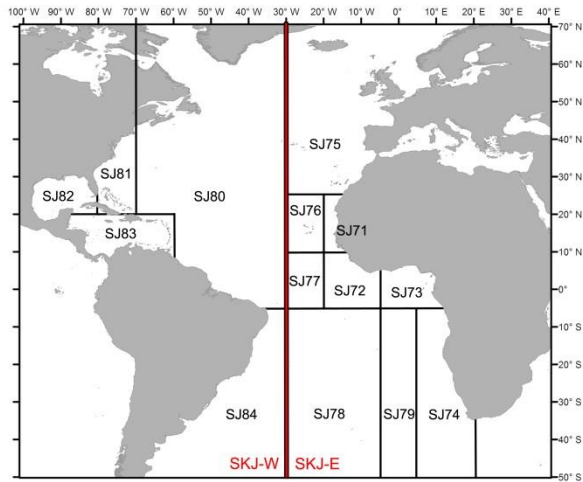 100° W 90° W 80° W 70° W 60° W 50° W 40° W 30° W 20° W 10° W 0° 10° E 20° E 30° E 40° E
70° N
60° N
50° N
40° N
30° N
20° N
10° N
0°
10° S
20° S
30° S
40° S
50° S
SJ75
SJ81
SJ82
SJ80
SJ76
SJ71
SJ83
SJ77
SJ72
SJ73
SJ84
SJ78
SJ79
SJ74
SKJ-W
SKJ-E